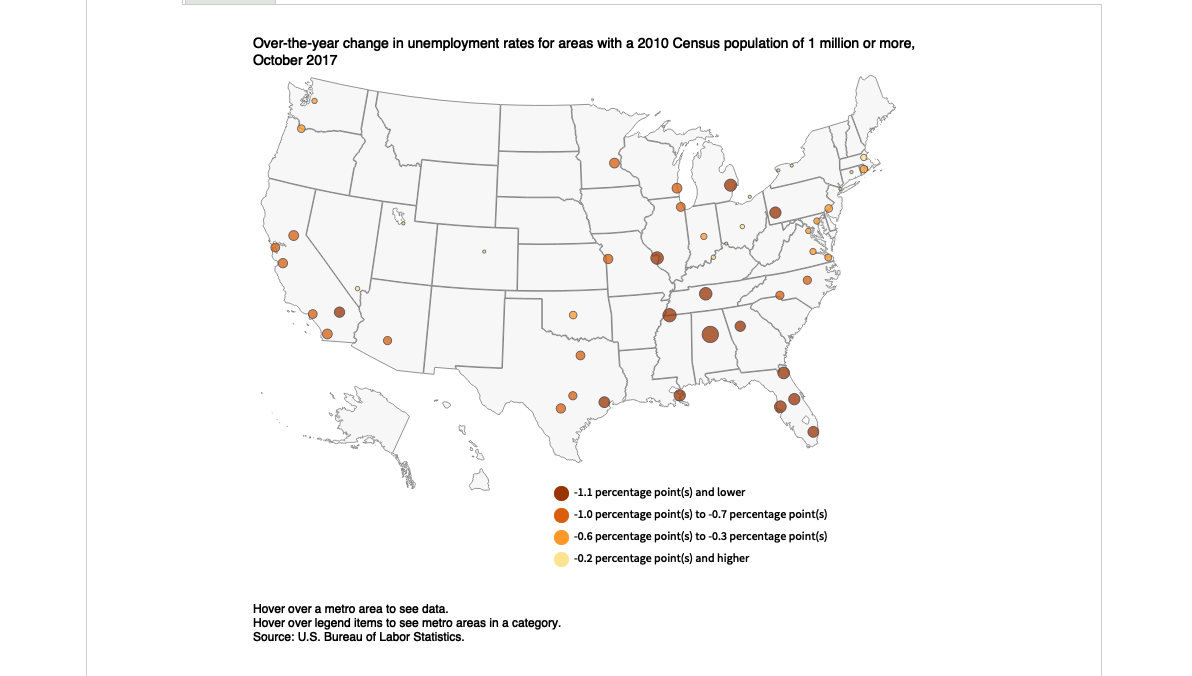 Over-the-year change in unemployment rates for areas with a 2010 Census population of 1 million or more,
October 2017
-1.1 percentage point(s) and lower
-1.0 percentage point(s) to -0.7 percentage point(s)
-0.6 percentage point(s) to -0.3 percentage point(s)
-0.2 percentage point(s) and higher
Hover over a metro area to see data.
Hover over legend items to see metro areas in a category.
Source: U.S. Bureau of Labor Statistics.